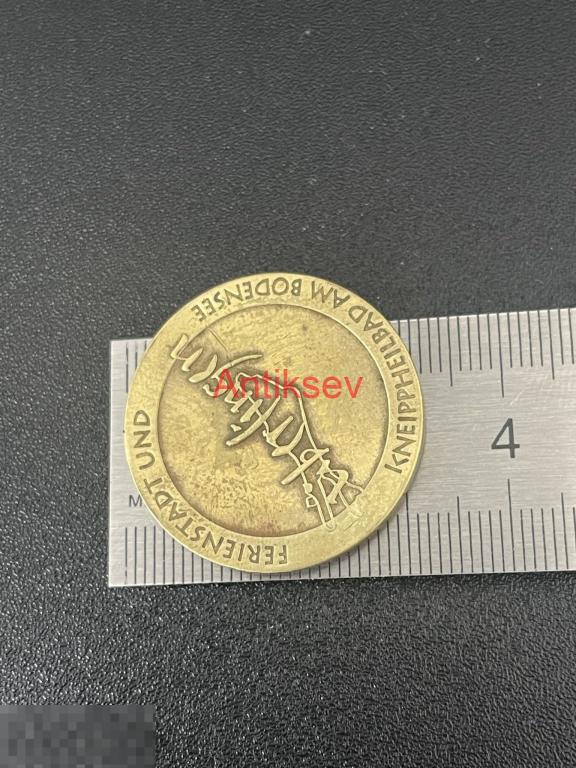 FERIENSTADT UND
KNEIPPHEILBAD AM BODENSEE
Antiksev
4
M